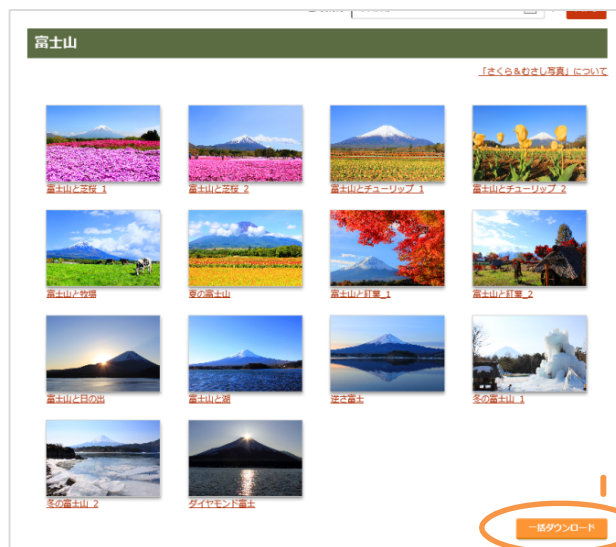 富士山
「さくら&むさし写真」について
富士山と芝桜_1
富士山と芝桜_2
富士山とチューリップ_1
富士山とチューリップ_2
富士山と牧場
夏の富士山
富士山と紅葉_1
富士山と紅葉_2
富士山と日の出
富士山と湖
逆さ富士
冬の富士山_1
冬の富士山_2
ダイヤモンド富士
一括ダウンロード